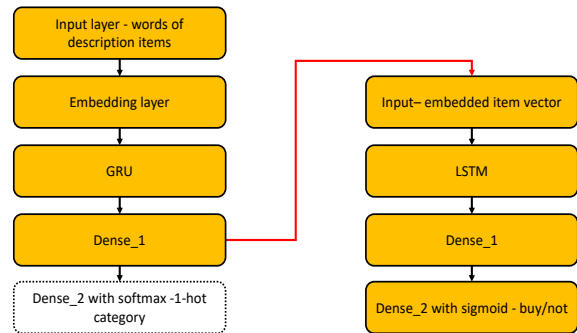 Input layer - words of
description items
Embedding layer
GRU
Dense_1
Dense_2 with softmax -1-hot
category
Input– embedded item vector
LSTM
Dense_1
Dense_2 with sigmoid - buy/not